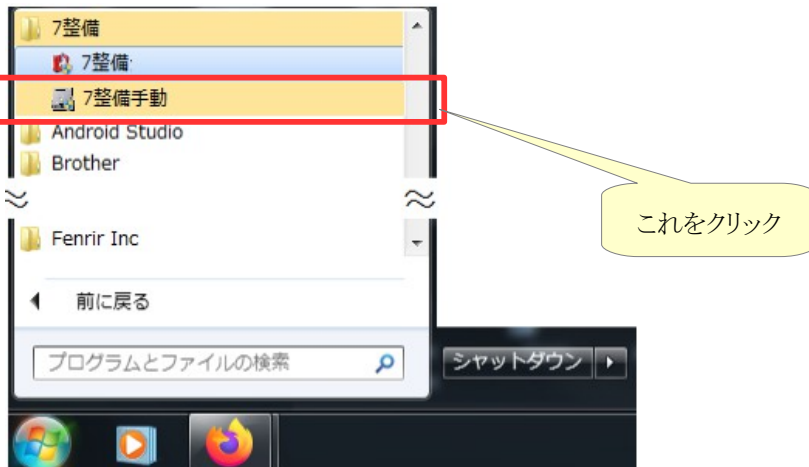 7整備
7整備:
7整備手動
Android Studio
Brother
Fenrir Inc
前に戻る
プログラムとファイルの検索
シャットダウン
これをクリック